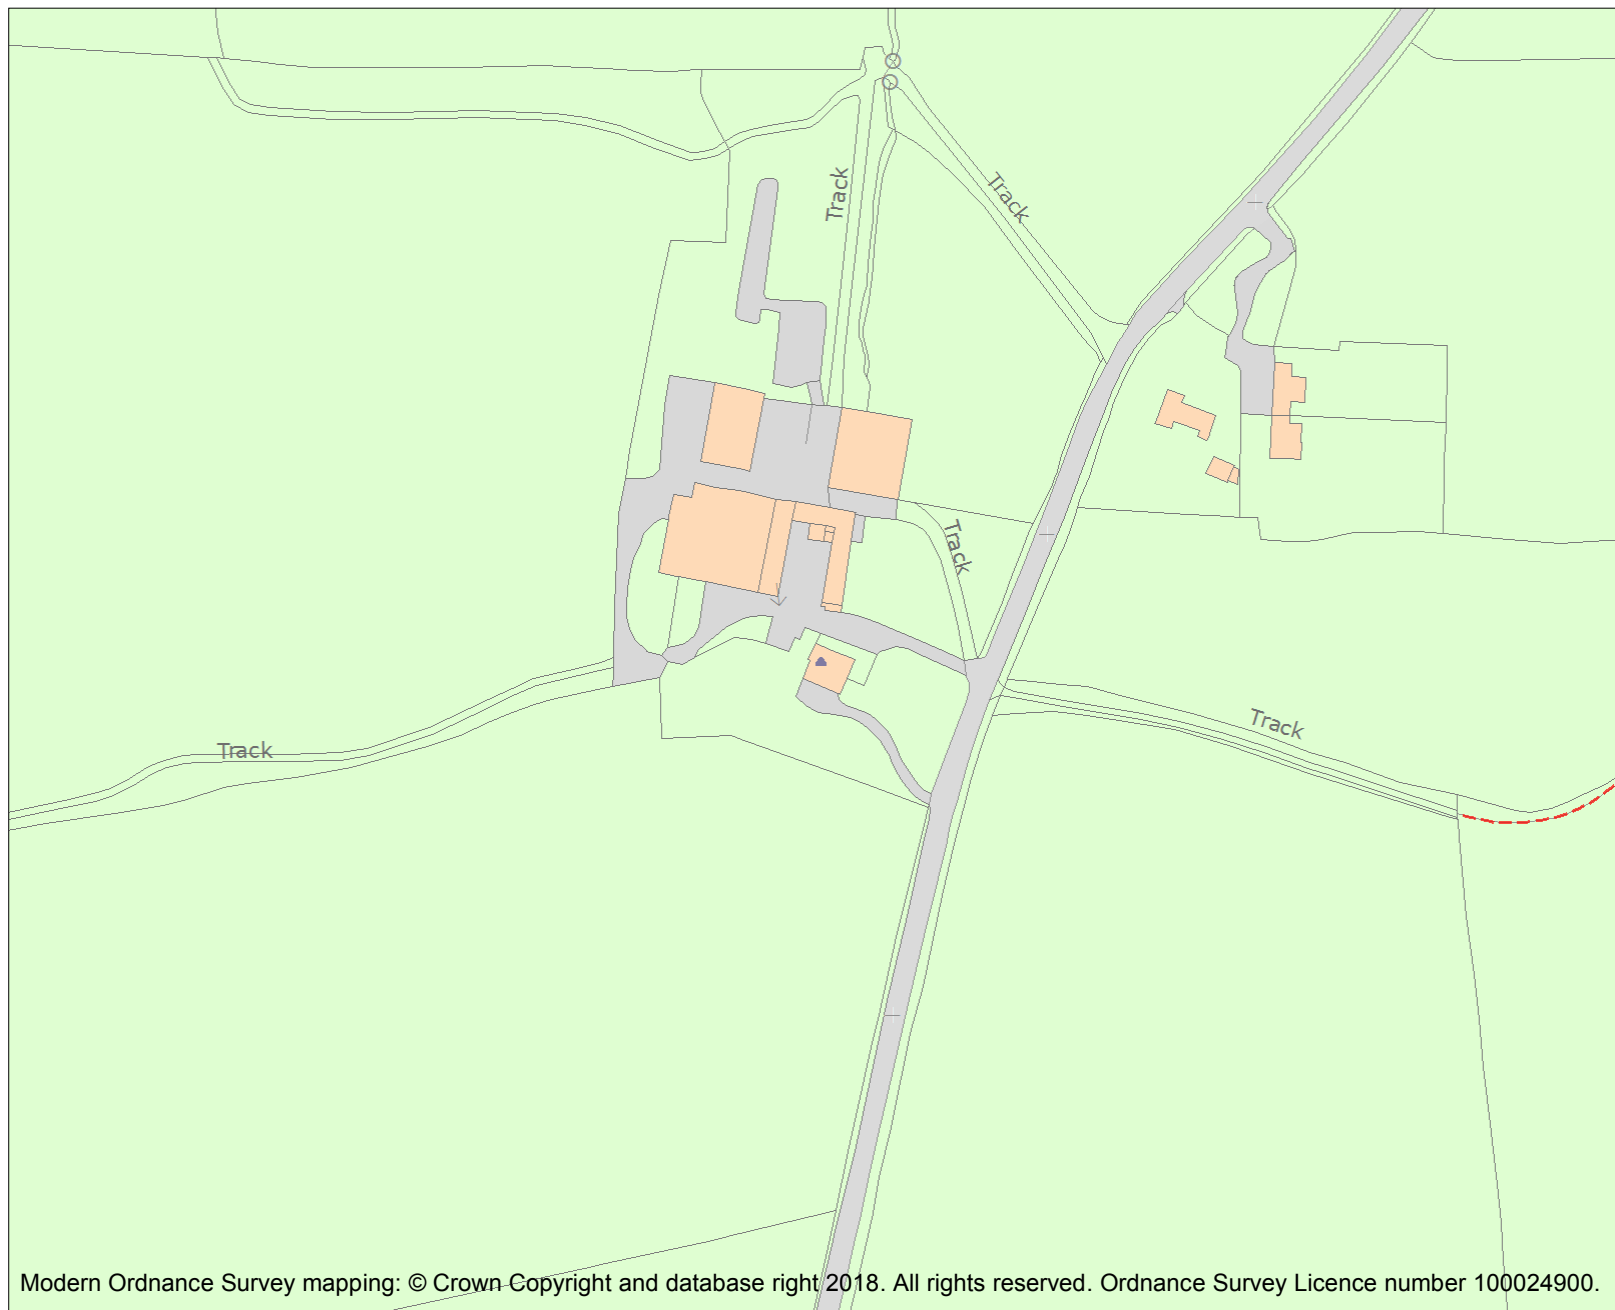 Track
Track
Track
Track
Track
Modern Ordnance Survey mapping: © Crown Copyright and database right 2018. All rights reserved. Ordnance Survey Licence number 100024900.